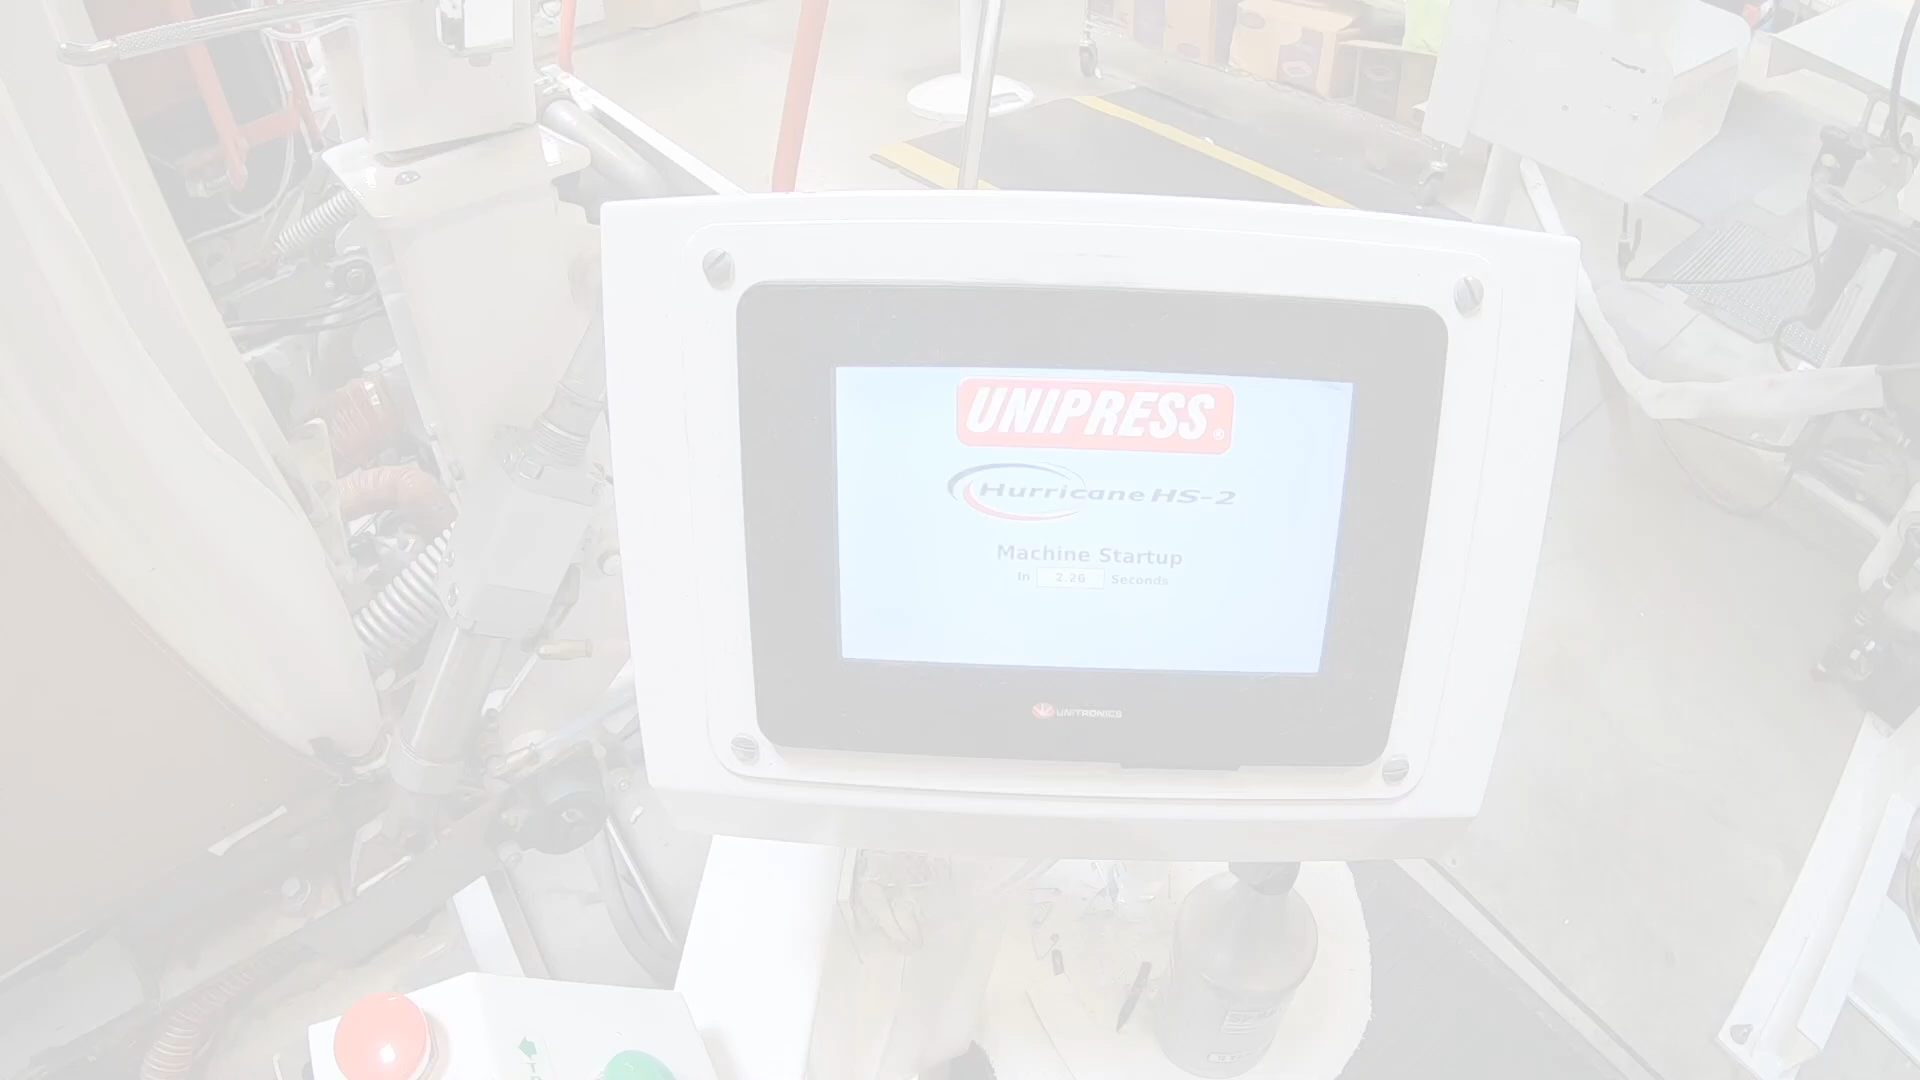 UNIPRESS®
Hurricane HS-2
Machine Startup
In 2.26 Seconds
UNITRONICS